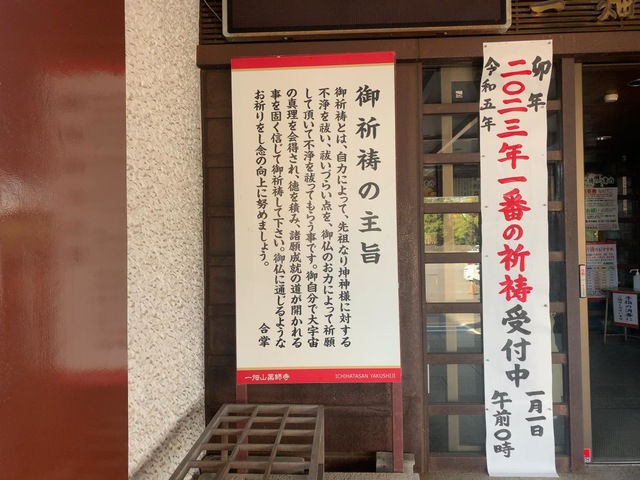 御祈祷の主旨
御祈祷とは、自力によって、先祖なり坤神様に対する
不浄を祓い、祓いづらい点を、御仏のお力によって祈願
して頂いて不浄を祓ってもらう事です。御自分で大宇宙
の真理を会得され、徳を積み、諸願成就の道が開かれる
事を固く信じて御祈祷して下さい。御仏に通じるような
お祈りをし念の向上に努めましょう。
合掌
一畑山薬師寺
ICHIHATASAN YAKUSHIJI
卯年
令和五年
二〇二三年一番の祈祷受付中
一月一日
午前〇時